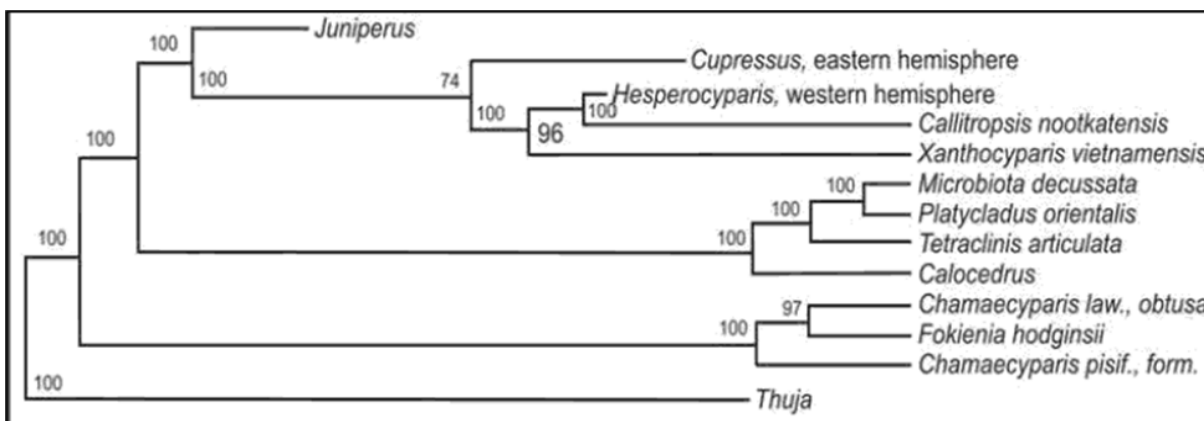 Juniperus
100
100
Cupressus, eastern hemisphere
74
Hesperocyparis, western hemisphere
100
100
96
Callitropsis nootkatensis
100
Xanthocyparis vietnamensis
Microbiota decussata
100
Platycladus orientalis
100
Tetraclinis articulata
100
100
Calocedrus
Chamaecyparis law., obtusa
97
Fokienia hodginsii
100
Chamaecyparis pisif., form.
100
Thuja